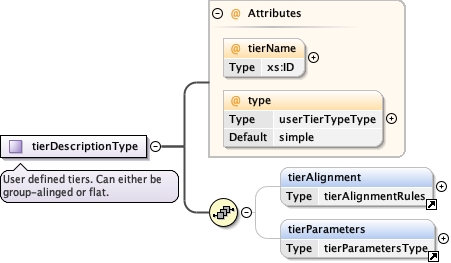 @ Attributes
@ tierName
Type xs:ID
@ type
Type userTierTypeType
Default simple
tierDescriptionType
User defined tiers. Can either be
group-alinged or flat.
tierAlignment
Type tierAlignmentRules
tierParameters
Type tierParametersType